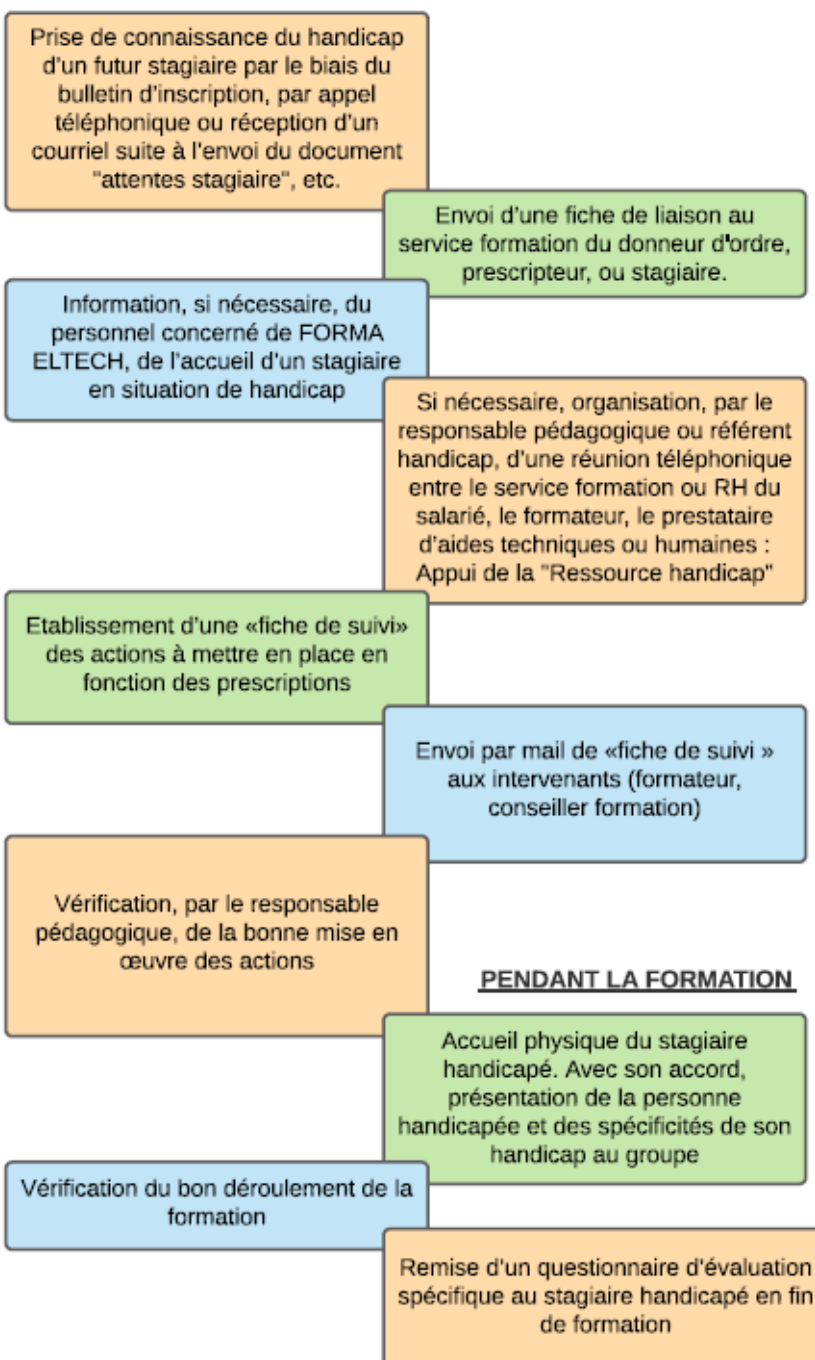 Prise de connaissance du handicap
d'un futur stagiaire par le biais du
bulletin d'inscription, par appel
téléphonique ou réception d'un
courriel suite à l'envoi du document
"attentes stagiaire", etc.
Envoi d'une fiche de liaison au
service formation du donneur d'ordre,
prescripteur, ou stagiaire.
Information, si nécessaire, du
personnel concerné de FORMA
ELTECH, de l'accueil d'un stagiaire
en situation de handicap
Si nécessaire, organisation, par le
responsable pédagogique ou référent
handicap, d'une réunion téléphonique
entre le service formation ou RH du
salarié, le formateur, le prestataire
d'aides techniques ou humaines :
Appui de la "Ressource handicap"
Etablissement d'une «fiche de suivi»
des actions à mettre en place en
fonction des prescriptions
Envoi par mail de «fiche de suivi »
aux intervenants (formateur,
conseiller formation)
Vérification, par le responsable
pédagogique, de la bonne mise en
œuvre des actions
PENDANT LA FORMATION
Accueil physique du stagiaire
handicapé. Avec son accord,
présentation de la personne
handicapée et des spécificités de son
handicap au groupe
Vérification du bon déroulement de la
formation
Remise d'un questionnaire d'évaluation
spécifique au stagiaire handicapé en fin
de formation